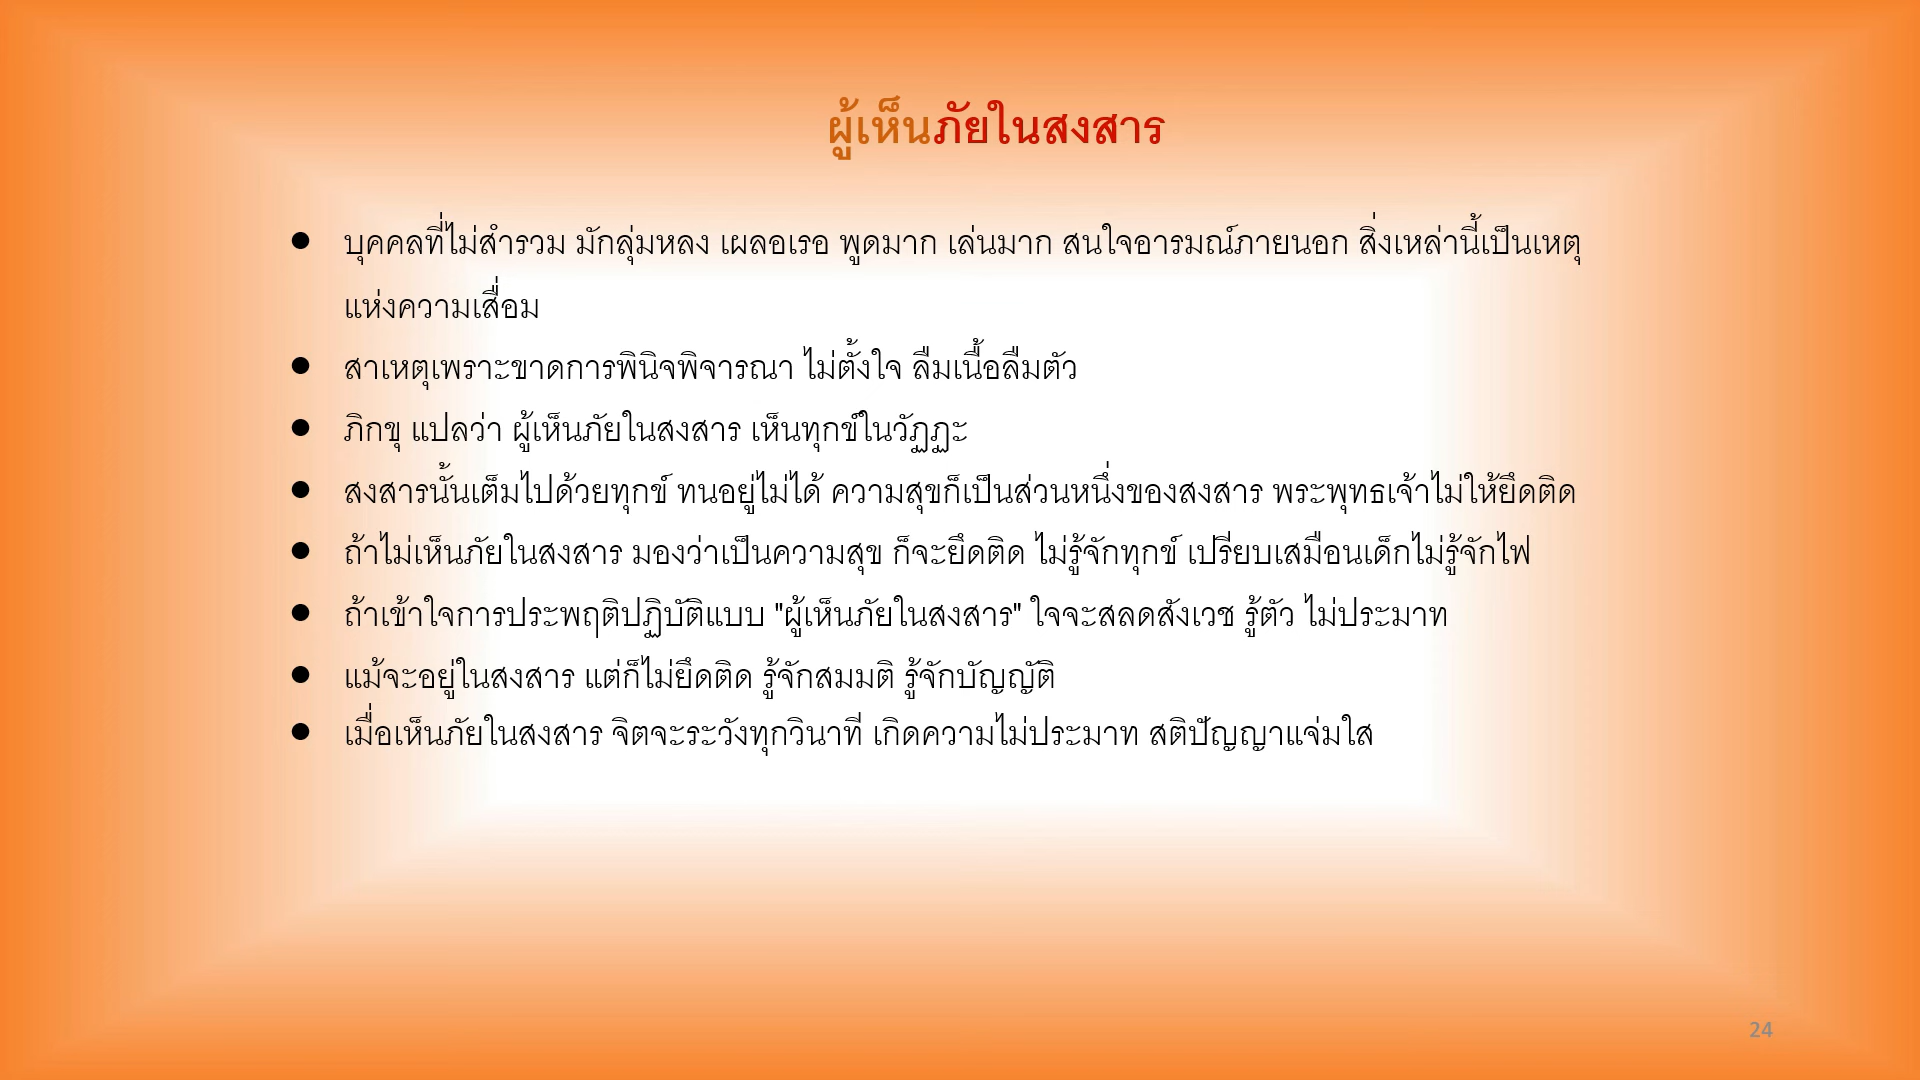 ผู้เห็นภัยในสงสาร
● บุคคลที่ไม่สำรวม มักลุ่มหลง เผลอเรอ พูดมาก เล่นมาก สนใจอารมณ์ภายนอก สิ่งเหล่านี้เป็นเหตุ
แห่งความเสื่อม
● สาเหตุเพราะขาดการพินิจพิจารณา ไม่ตั้งใจ ลืมเนื้อลืมตัว
● ภิกขุ แปลว่า ผู้เห็นภัยในสงสาร เห็นทุกข์ในวัฏฏะ
● สงสารนั้นเต็มไปด้วยทุกข์ ทนอยู่ไม่ได้ ความสุขก็เป็นส่วนหนึ่งของสงสาร พระพุทธเจ้าไม่ให้ยึดติด
● ถ้าไม่เห็นภัยในสงสาร มองว่าเป็นความสุข ก็จะยึดติด ไม่รู้จักทุกข์ เปรียบเสมือนเด็กไม่รู้จักไฟ
● ถ้าเข้าใจการประพฤติปฏิบัติแบบ "ผู้เห็นภัยในสงสาร" ใจจะสลดสังเวช รู้ตัว ไม่ประมาท
● แม้จะอยู่ในสงสาร แต่ก็ไม่ยึดติด รู้จักสมมติ รู้จักบัญญัติ
● เมื่อเห็นภัยในสงสาร จิตจะระวังทุกวินาที เกิดความไม่ประมาท สติปัญญาแจ่มใส
24